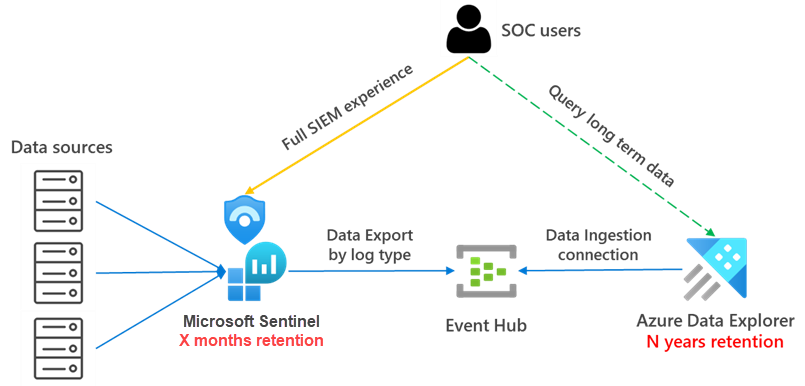 SOC users
Full SIEM experience
Query long term data
Data sources
Data Export
by log type
Data Ingestion
connection
Microsoft Sentinel
X months retention
Event Hub
Azure Data Explorer
N years retention